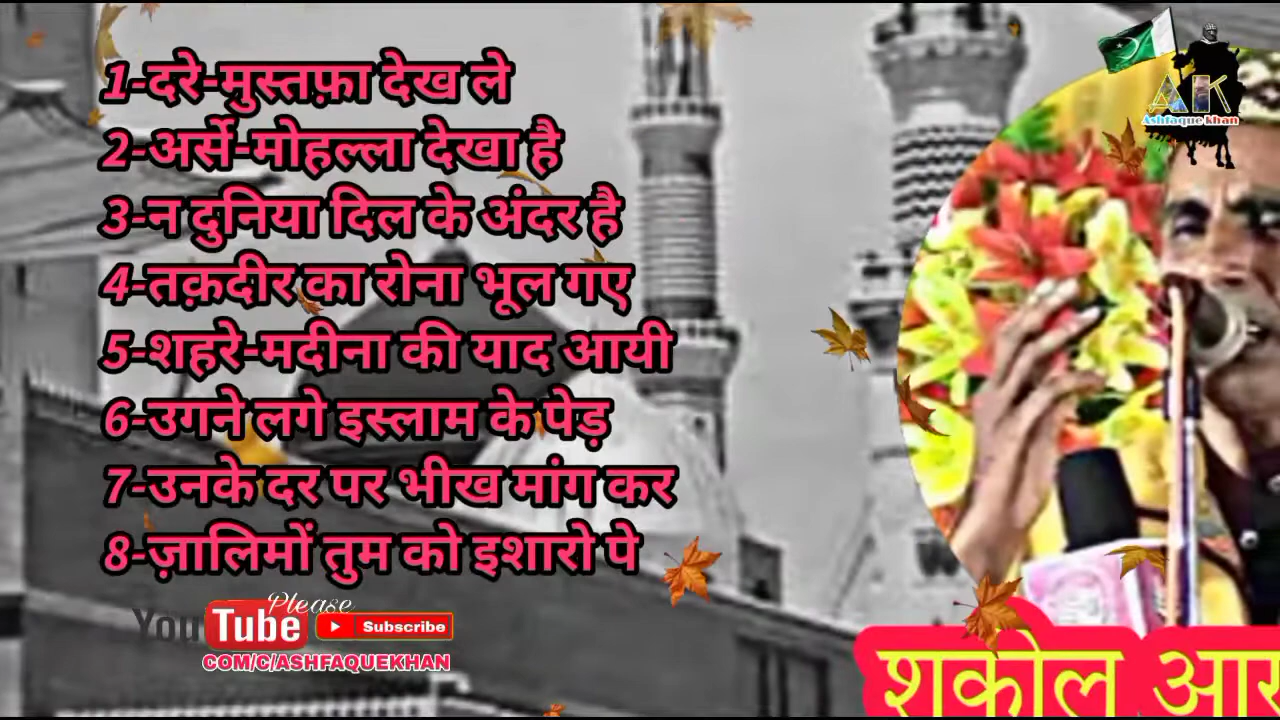 1-दरे-मुस्तफ़ा देख ले
2-अर्से-मोहल्ला देखा है
3-न दुनिया दिल के अंदर है
4-तक़दीर का रोना भूल गए
5-शहरे-मदीना की याद आयी
6-उगने लगे इस्लाम के पेड़
7-उनके दर पर भीख मांग कर
8-ज़ालिमों तुम को इशारो पे
Please
YouTube Subscribe
COM/C/ASHFAQUEKHAN
AK
Ashfaque khan
शकील आर